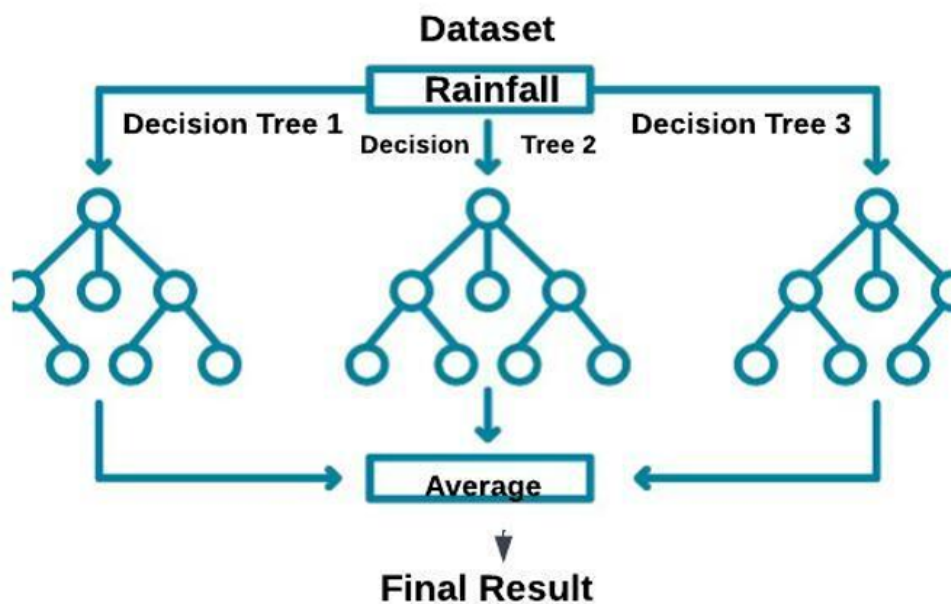 Dataset
Rainfall
Decision Tree 1
Decision Tree 2
Decision Tree 3
Average
Final Result